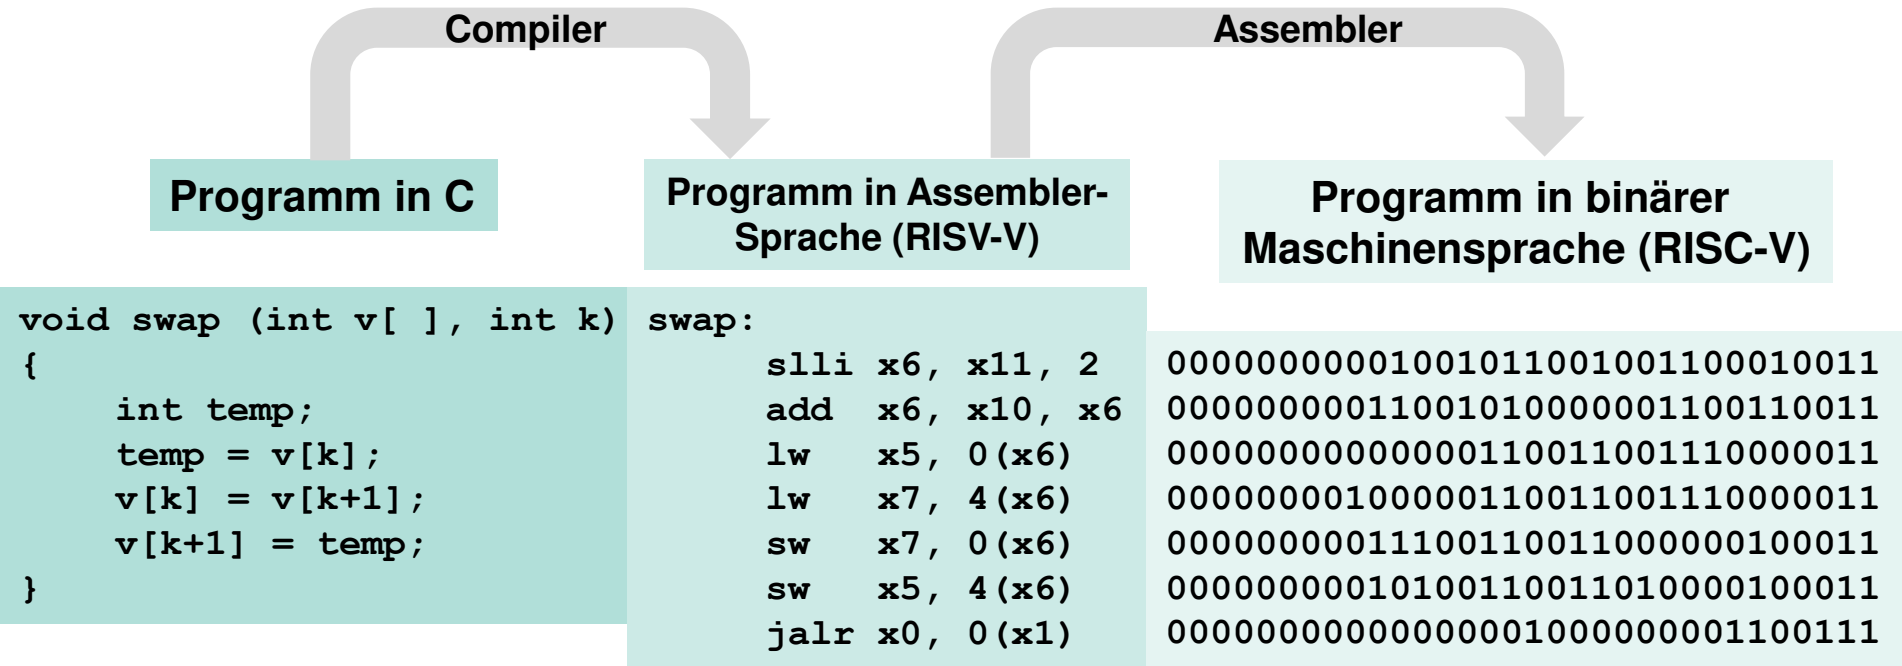 Compiler
Assembler
Programm in C
Programm in Assembler-
Sprache (RISV-V)
Programm in binärer
Maschinensprache (RISC-V)
void swap (int v[ ], int k)
{
int temp;
temp = v[k];
v[k] = v[k+1];
v[k+1] = temp;
}
swap:
slli x6, x11, 2
add x6, x10, x6
lw x5, 0(x6)
lw x7, 4(x6)
sw x7, 0(x6)
sw x5, 4(x6)
jalr x0, 0(x1)
00000000001001011001001100010011
00000000011001010000001100110011
00000000000000110011001110000011
00000000100000110011001110000011
00000000011100110011000000100011
00000000010100110011010000100011
00000000000000001000000001100111